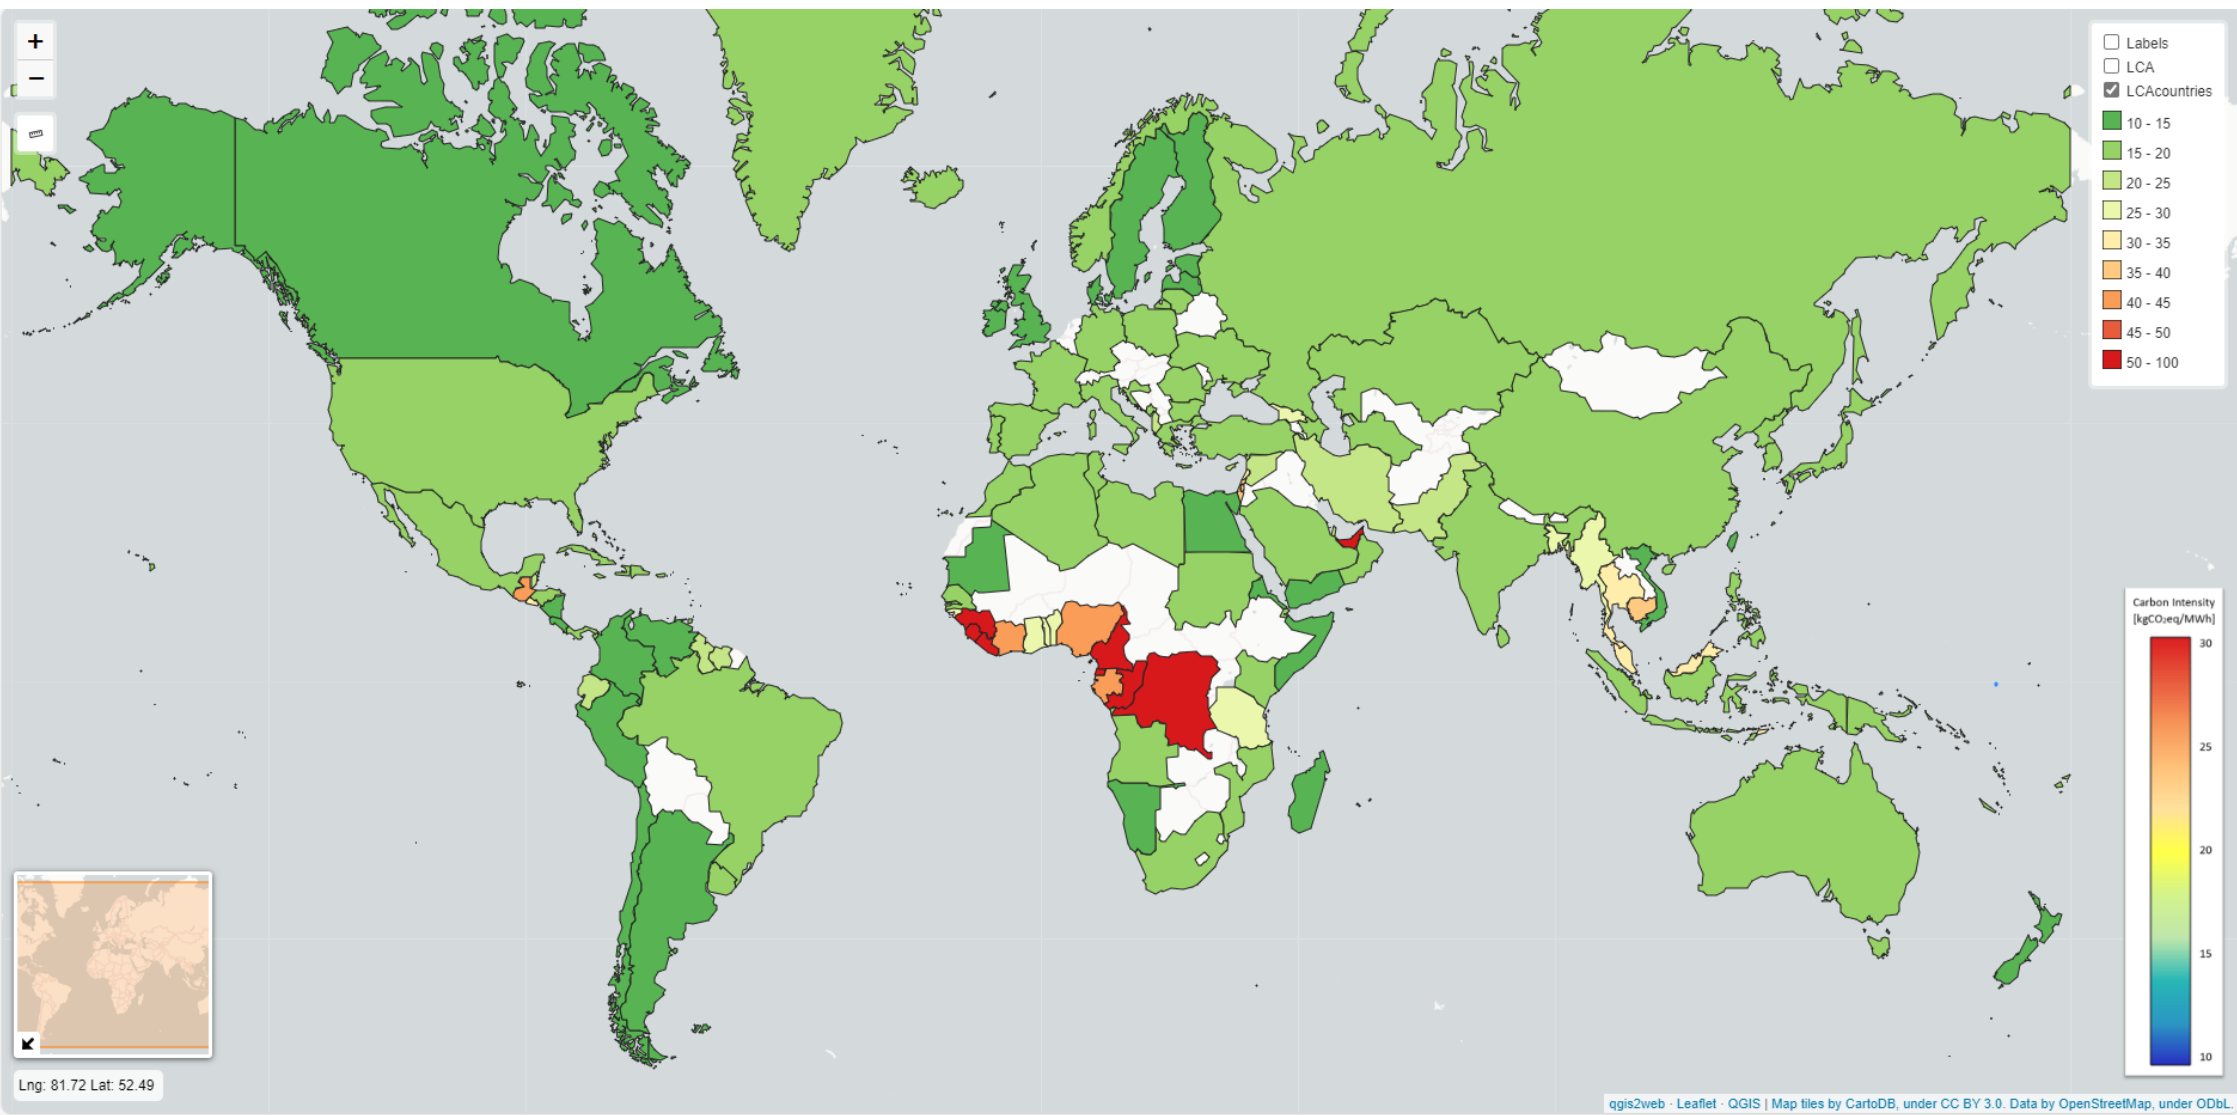 +
−
Labels
LCA
LCAcountries
10 - 15
15 - 20
20 - 25
25 - 30
30 - 35
35 - 40
40 - 45
45 - 50
50 - 100
Carbon Intensity
[kgCO₂eq/MWh]
30
25
20
15
10
Lng: 81.72 Lat: 52.49
qgis2web · Leaflet · QGIS | Map tiles by CartoDB, under CC BY 3.0. Data by OpenStreetMap, under ODbL.